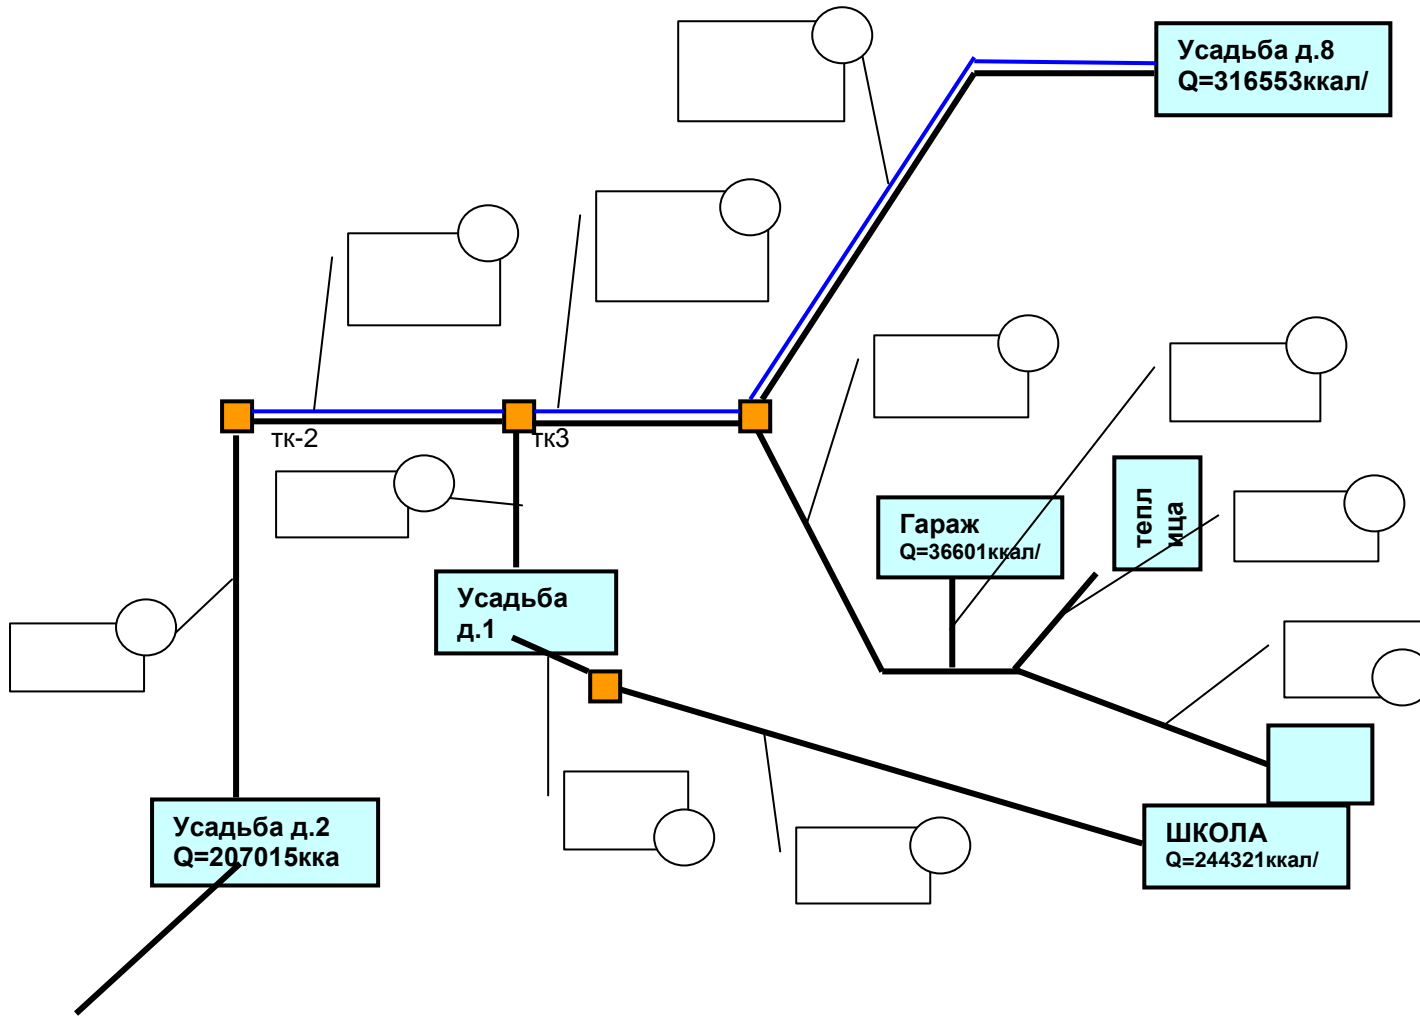 Усадьба д.8
Q=316553ккал/
тк-2
тк3
Гараж
Q=36601ккал/
тепл
ица
Усадьба
д.1
Усадьба д.2
Q=207015кка
ШКОЛА
Q=244321ккал/